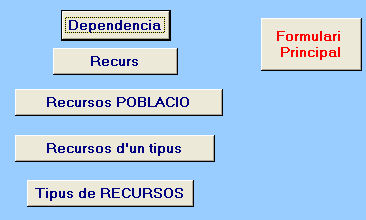 Dependencia
Recurs
Recursos POBLACIO
Recursos d'un tipus
Tipus de RECURSOS
Formulari
Principal